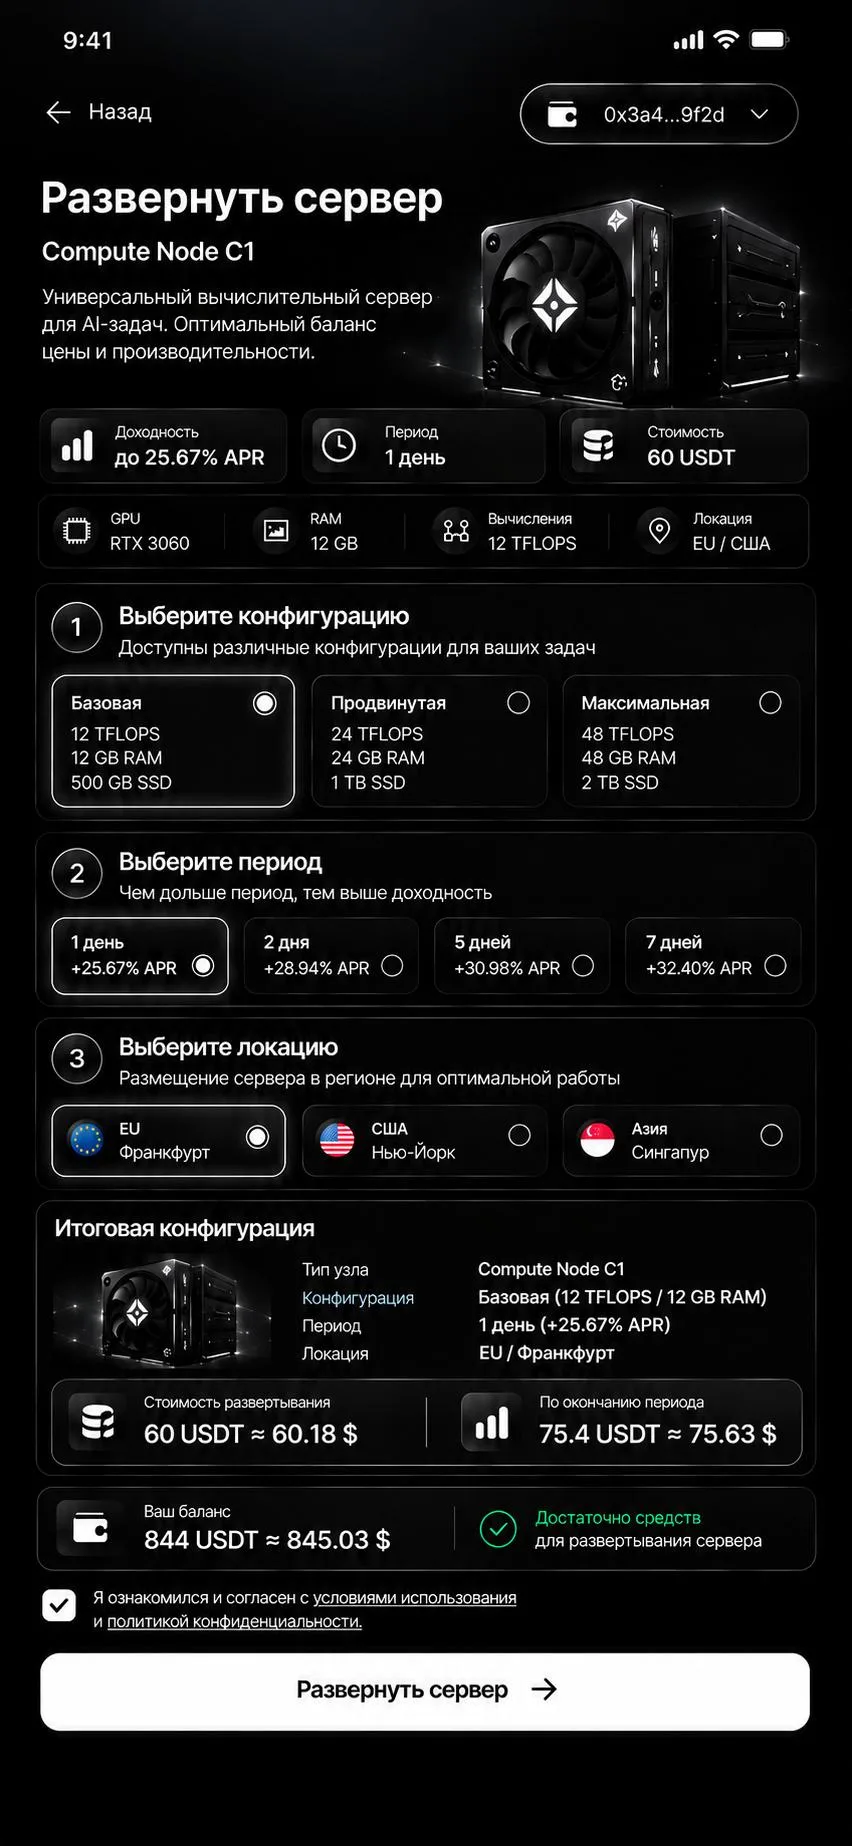 9:41
Назад
0x3a4...9f2d
Развернуть сервер
Compute Node C1
Универсальный вычислительный сервер
для AI-задач. Оптимальный баланс
цены и производительности.
Доходность
до 25.67% APR
Период
1 день
Стоимость
60 USDT
GPU
RTX 3060
RAM
12 GB
Вычисления
12 TFLOPS
Локация
EU / США
1
Выберите конфигурацию
Доступны различные конфигурации для ваших задач
Базовая
12 TFLOPS
12 GB RAM
500 GB SSD
Продвинутая
24 TFLOPS
24 GB RAM
1 TB SSD
Максимальная
48 TFLOPS
48 GB RAM
2 TB SSD
2
Выберите период
Чем дольше период, тем выше доходность
1 день
+25.67% APR
2 дня
+28.94% APR
5 дней
+30.98% APR
7 дней
+32.40% APR
3
Выберите локацию
Размещение сервера в регионе для оптимальной работы
EU
Франкфурт
США
Нью-Йорк
Азия
Сингапур
Итоговая конфигурация
Тип узла
Compute Node C1
Конфигурация
Базовая (12 TFLOPS / 12 GB RAM)
Период
1 день (+25.67% APR)
Локация
EU / Франкфурт
Стоимость развертывания
60 USDT ≈ 60.18 $
По окончанию периода
75.4 USDT ≈ 75.63 $
Ваш баланс
844 USDT ≈ 845.03 $
Достаточно средств
для развертывания сервера
Я ознакомился и согласен с условиями использования
и политикой конфиденциальности.
Развернуть сервер